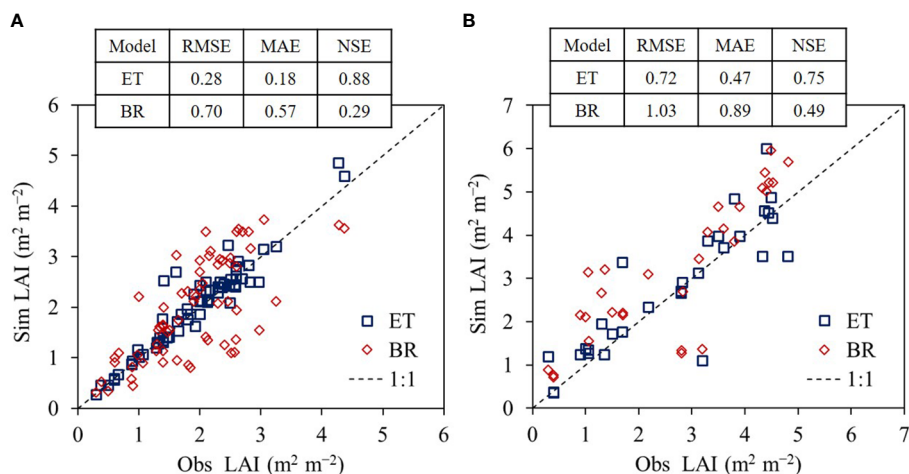 A
Model RMSE MAE NSE
ET 0.28 0.18 0.88
BR 0.70 0.57 0.29
6
5
4
3
2
1
0
Sim LAI (m² m⁻²)
ET
BR
1:1
0 1 2 3 4 5 6
Obs LAI (m² m⁻²)
B
Model RMSE MAE NSE
ET 0.72 0.47 0.75
BR 1.03 0.89 0.49
7
6
5
4
3
2
1
0
Sim LAI (m² m⁻²)
ET
BR
1:1
0 1 2 3 4 5 6 7
Obs LAI (m² m⁻²)